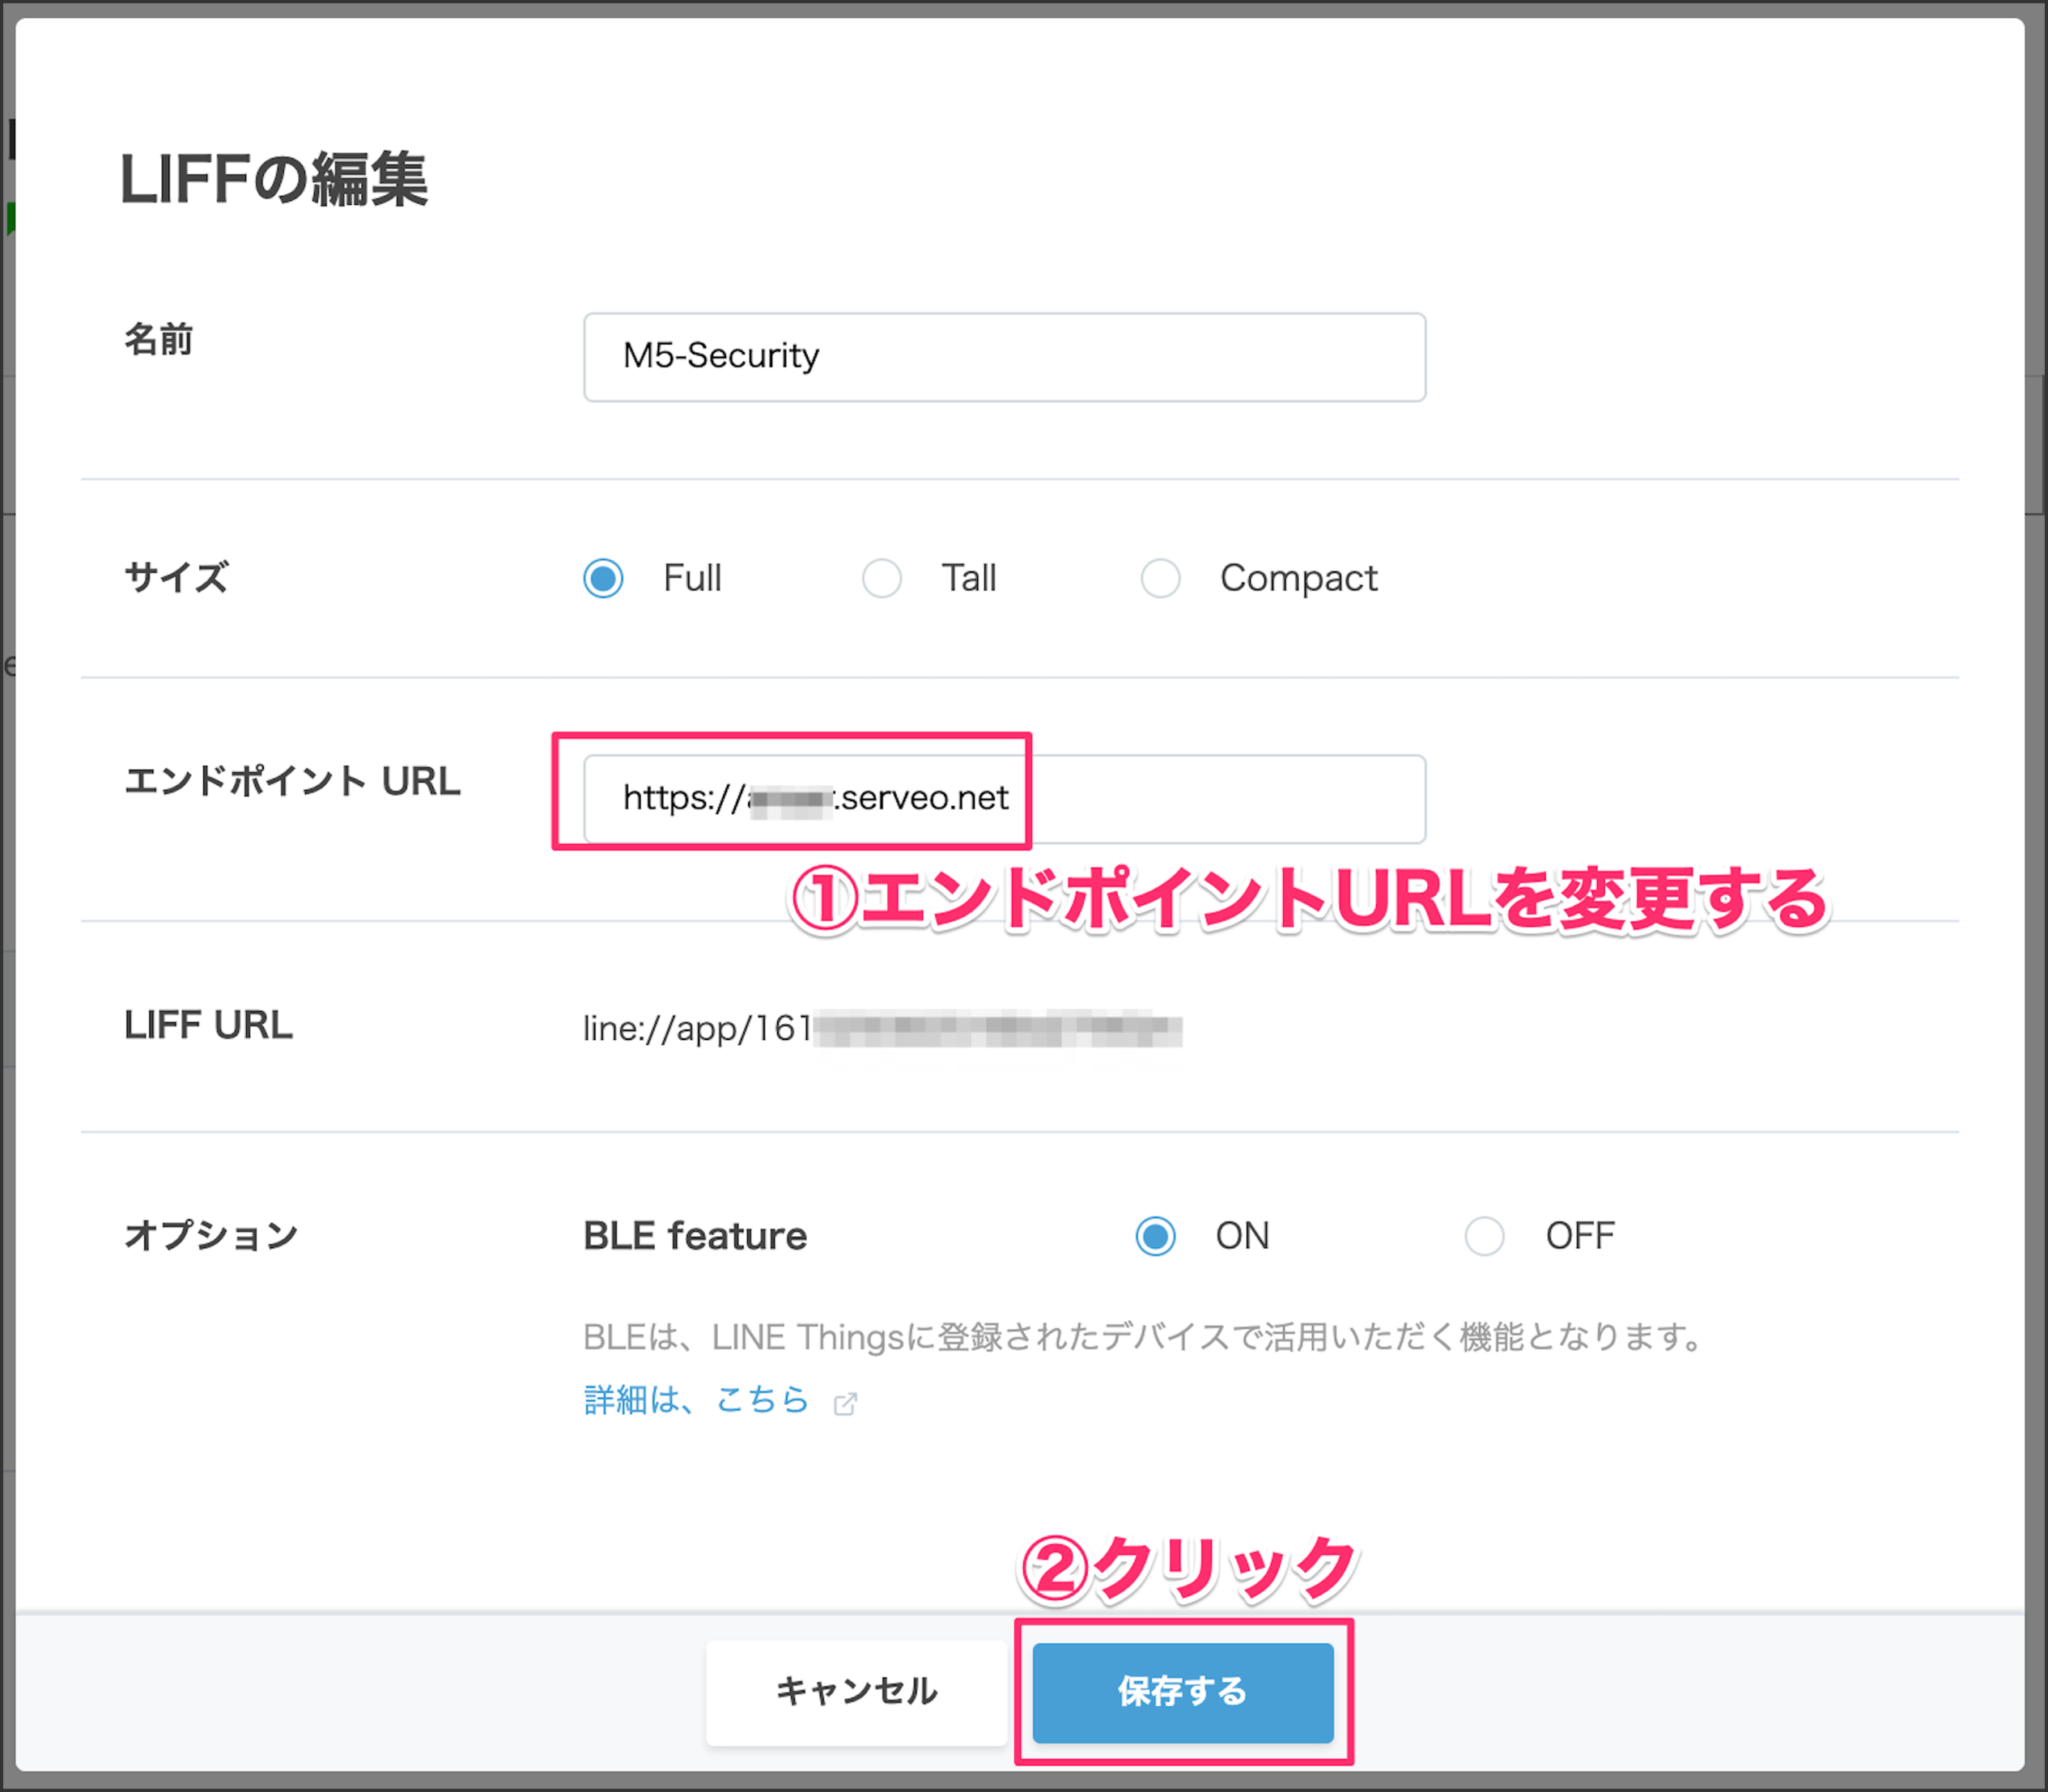 LIFFの編集
名前
M5-Security
サイズ
Full
Tall
Compact
エンドポイント URL
https://
.serveo.net
①エンドポイントURLを変更する
LIFF URL
line://app/161
オプション
BLE feature
ON
OFF
BLEは、LINE Thingsに登録されたデバイスで活用いただく機能となります。
詳細は、こちら
②クリック
キャンセル
保存する